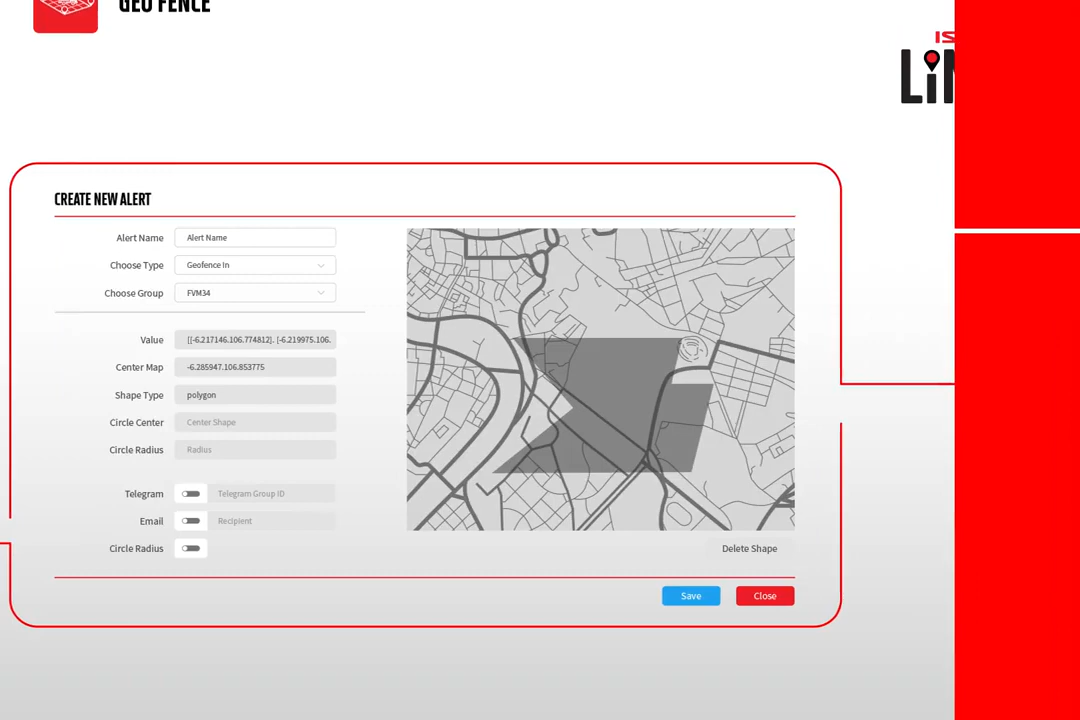 GEO FENCE
IS
LiN
CREATE NEW ALERT
Alert Name
Alert Name
Choose Type
Geofence In
Choose Group
FVM34
Value
[[-6.217146.106.774812]. [-6.219975.106.
Center Map
-6.285947.106.853775
Shape Type
polygon
Circle Center
Center Shape
Circle Radius
Radius
Telegram
Telegram Group ID
Email
Recipient
Circle Radius
Delete Shape
Save
Close